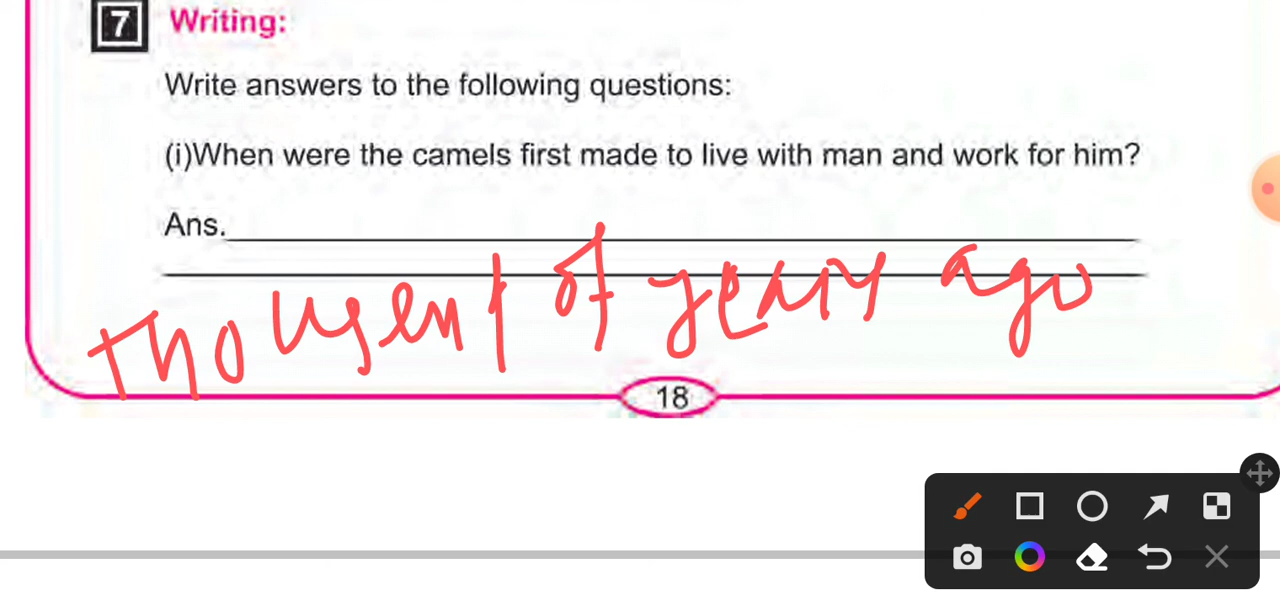 7 Writing:
Write answers to the following questions:
(i)When were the camels first made to live with man and work for him?
Ans.
Thousent of years ago
18